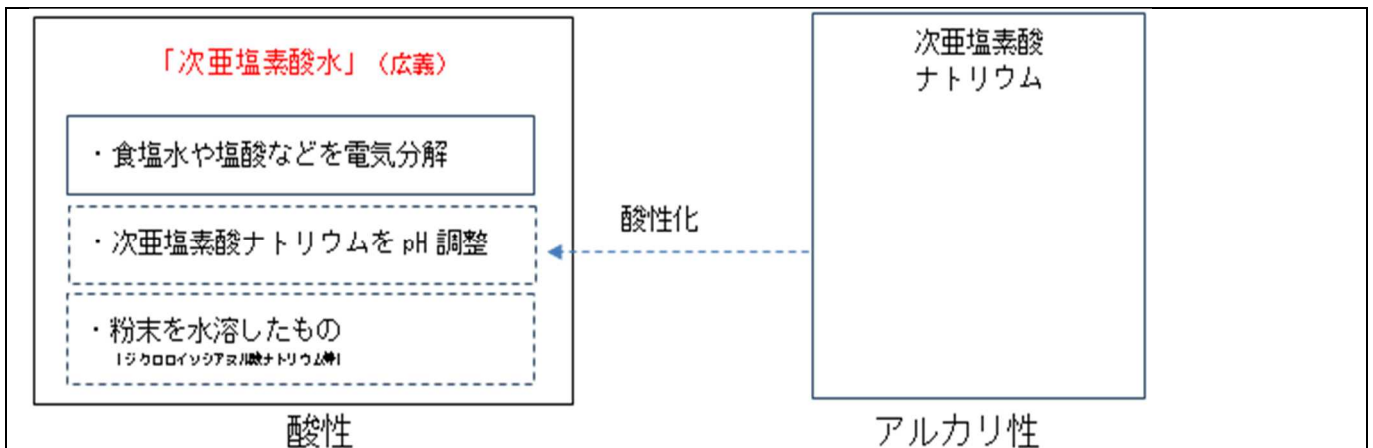 「次亜塩素酸水」（広義）
・食塩水や塩酸などを電気分解
・次亜塩素酸ナトリウムを pH 調整
・粉末を水溶したもの
（ジクロロイソシアヌル酸ナトリウム等）
酸性
酸性化
次亜塩素酸
ナトリウム
アルカリ性